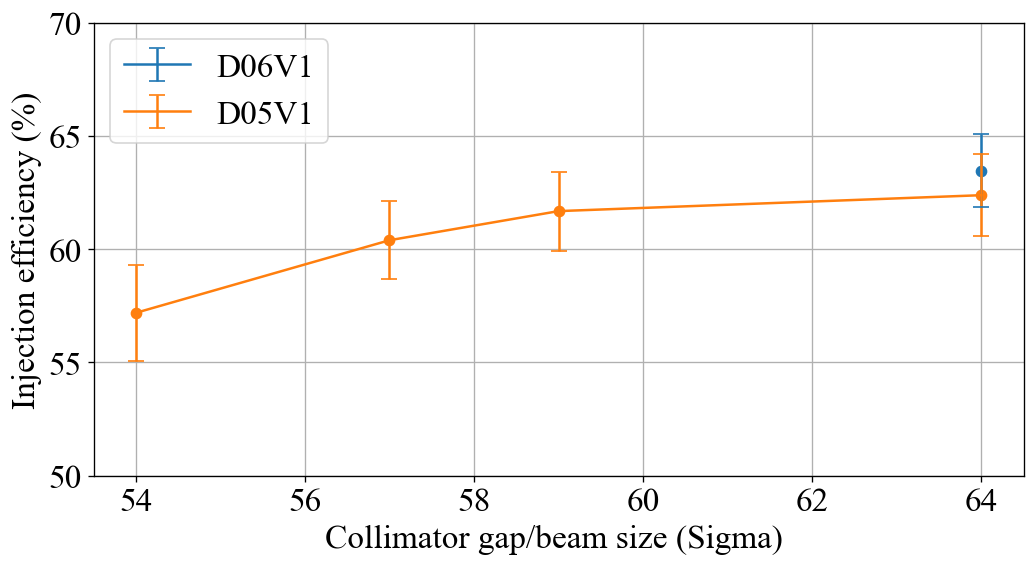 70
65
60
55
50
Injection efficiency (%)
D06V1
D05V1
54 56 58 60 62 64
Collimator gap/beam size (Sigma)